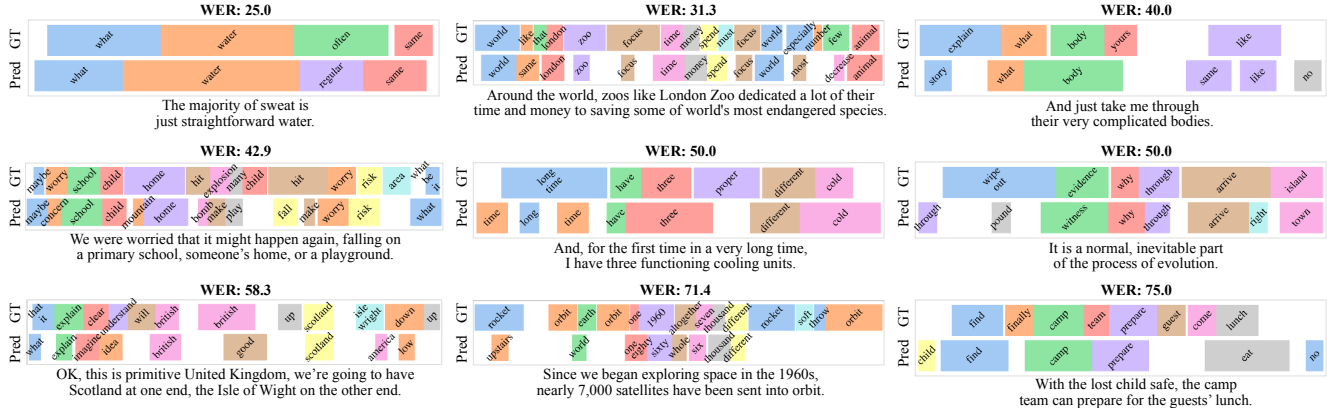 WER: 25.0
GT
what water often same
Pred
what water regular same
The majority of sweat is
just straightforward water.
WER: 31.3
GT
world like that london zoo focus time money spend must focus world especially number few animal
Pred
world same london zoo focus time money spend focus world most decrease animal
Around the world, zoos like London Zoo dedicated a lot of their
time and money to saving some of world's most endangered species.
WER: 40.0
GT
explain what body yours like
Pred
story what body same like no
And just take me through
their very complicated bodies.
WER: 42.9
GT
maybe worry school child home hit explosion many child hit worry risk area what be it
Pred
maybe concern school child mountain home bomb make play fall make worry risk what
We were worried that it might happen again, falling on
a primary school, someone's home, or a playground.
WER: 50.0
GT
long time have three proper different cold
Pred
time long time have three different cold
And, for the first time in a very long time,
I have three functioning cooling units.
WER: 50.0
GT
wipe out evidence why through arrive island
Pred
through pound witness why through arrive right town
It is a normal, inevitable part
of the process of evolution.
WER: 58.3
GT
that it explain clear understand will british british up scotland isle wright down up
Pred
what explain imagine idea british good scotland america low
OK, this is primitive United Kingdom, we're going to have
Scotland at one end, the Isle of Wight on the other end.
WER: 71.4
GT
rocket orbit earth orbit one 1960 altogether seven thousand different rocket soft throw orbit
Pred
upstairs world one eighty sixty whole six thousand different
Since we began exploring space in the 1960s,
nearly 7,000 satellites have been sent into orbit.
WER: 75.0
GT
find finally camp team prepare guest come lunch
Pred
child find camp prepare eat no
With the lost child safe, the camp
team can prepare for the guests' lunch.